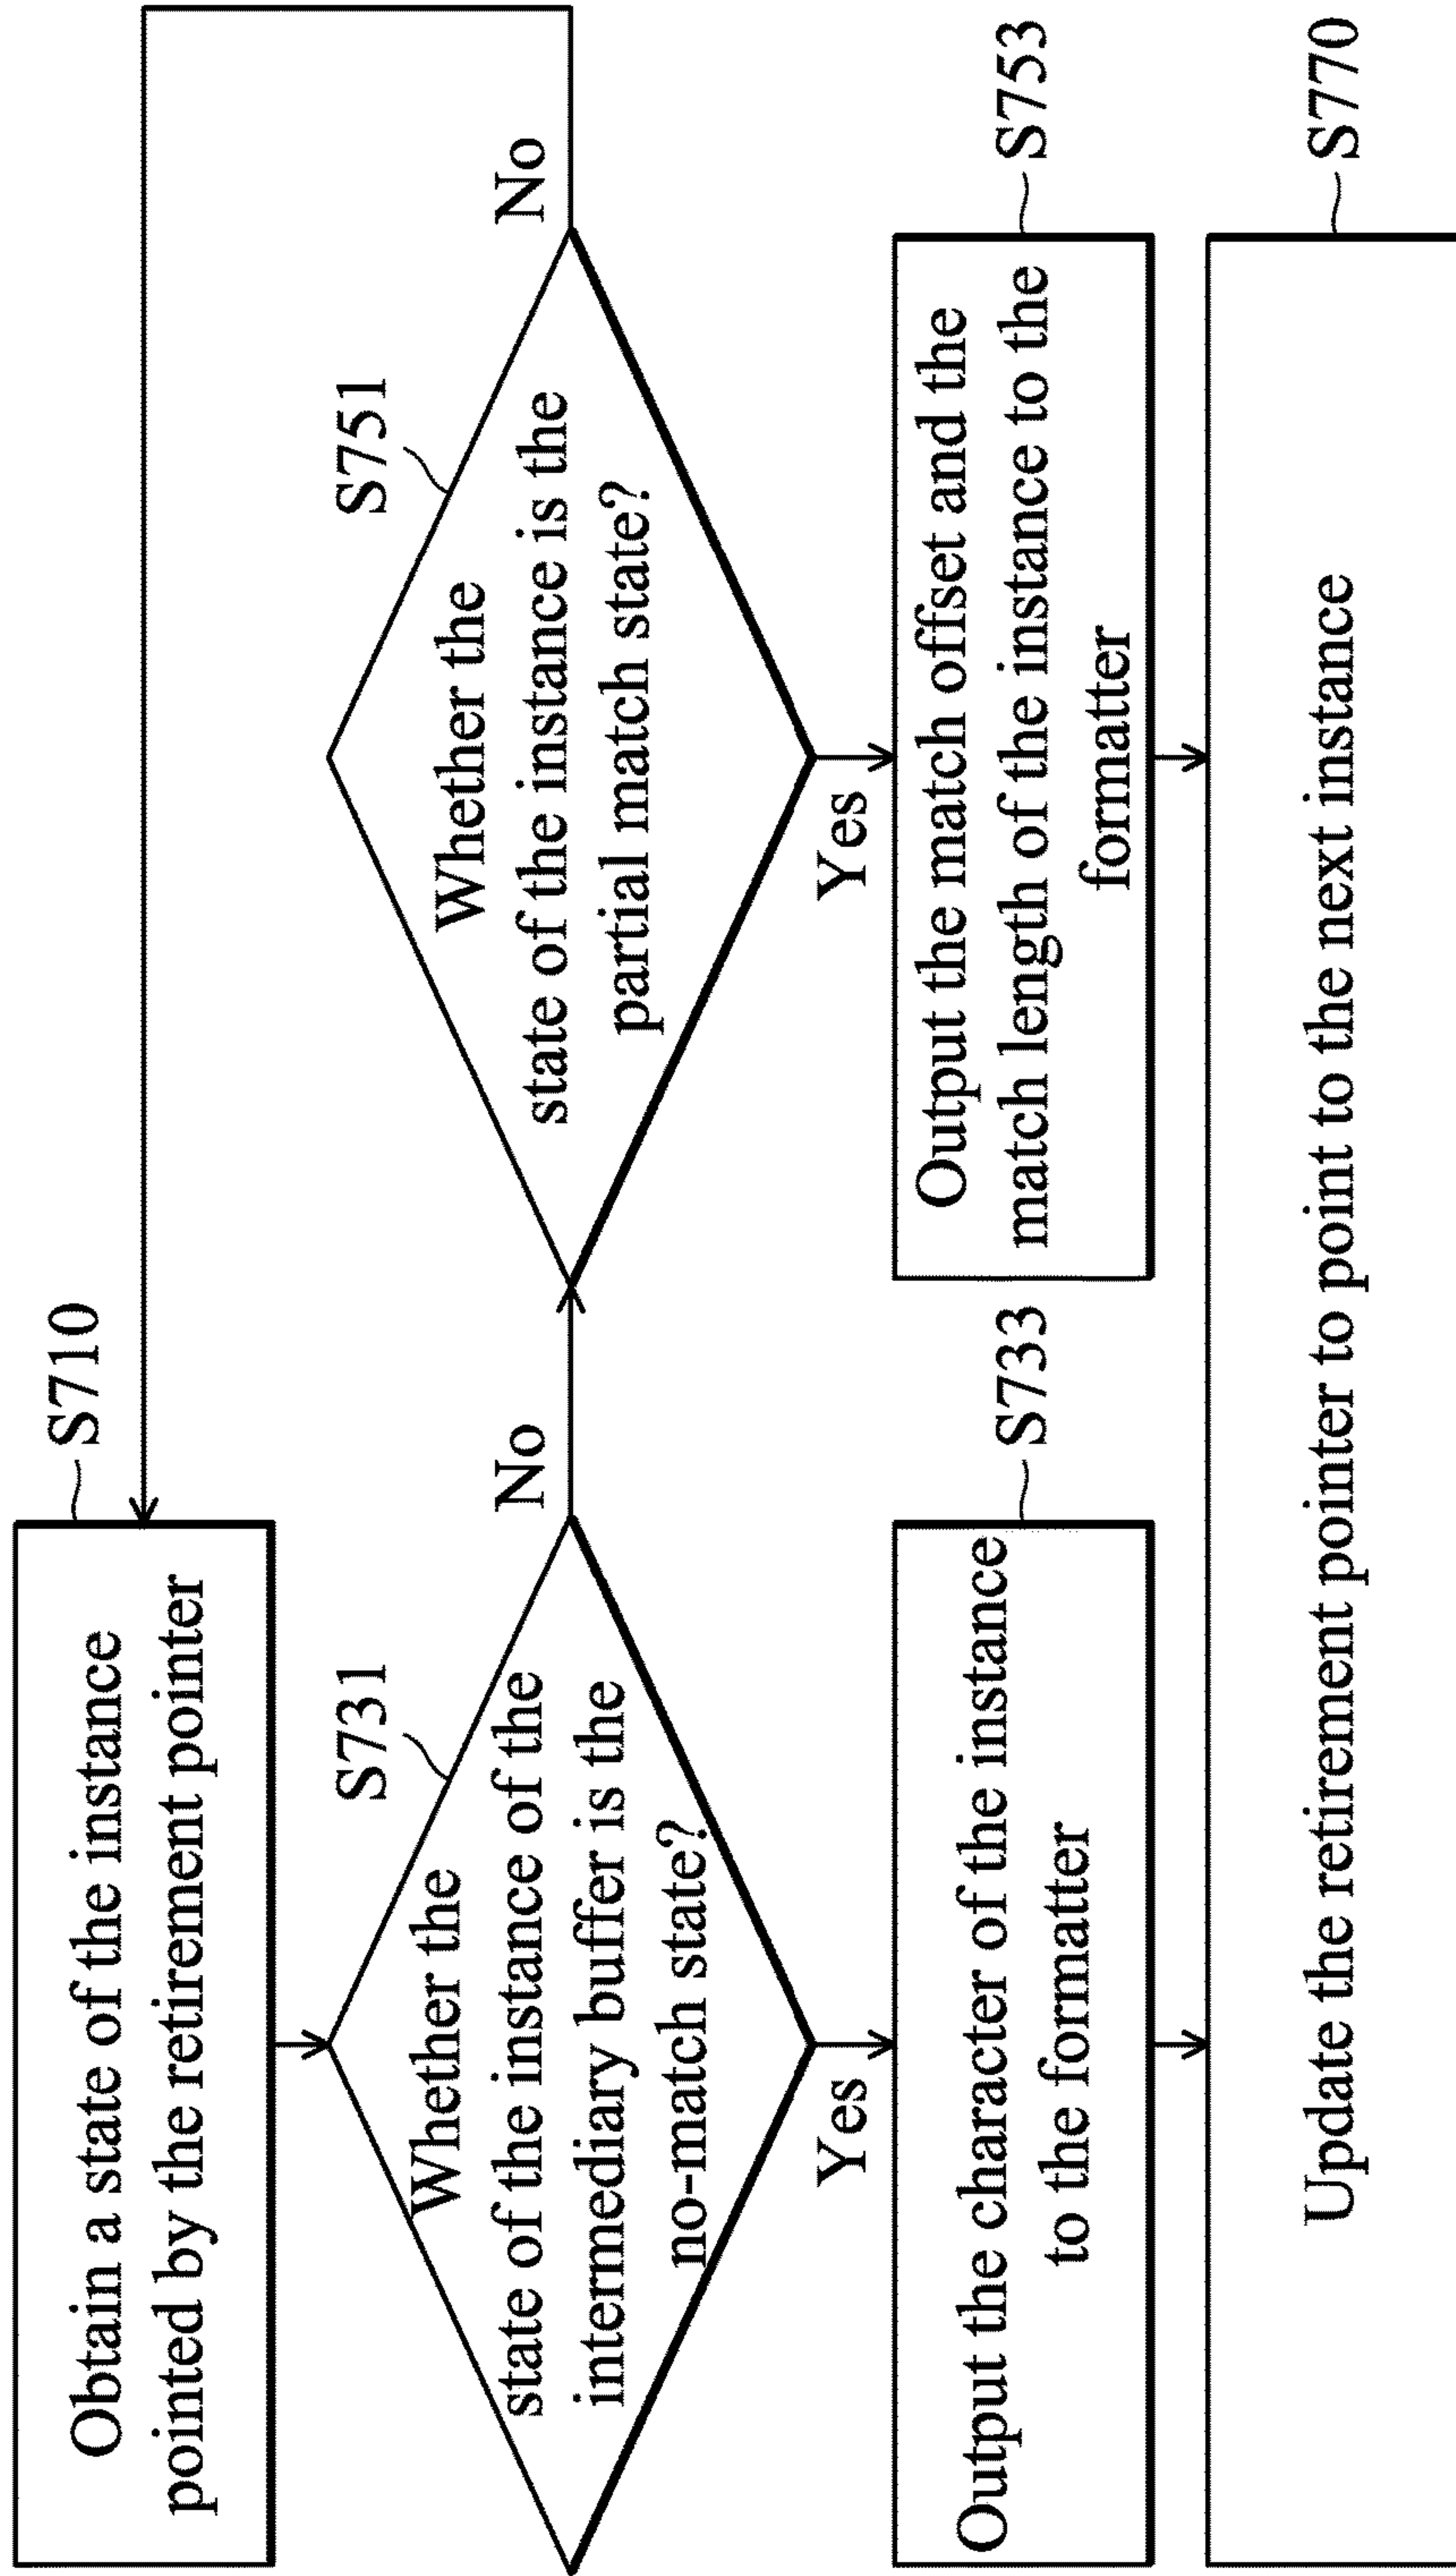 S710
Obtain a state of the instance
pointed by the retirement pointer
S731
Whether the
state of the instance of the
intermediary buffer is the
no-match state?
No
Yes
S751
Whether the
state of the instance is the
partial match state?
No
Yes
S733
Output the character of the instance
to the formatter
S753
Output the match offset and the
match length of the instance to the
formatter
S770
Update the retirement pointer to point to the next instance